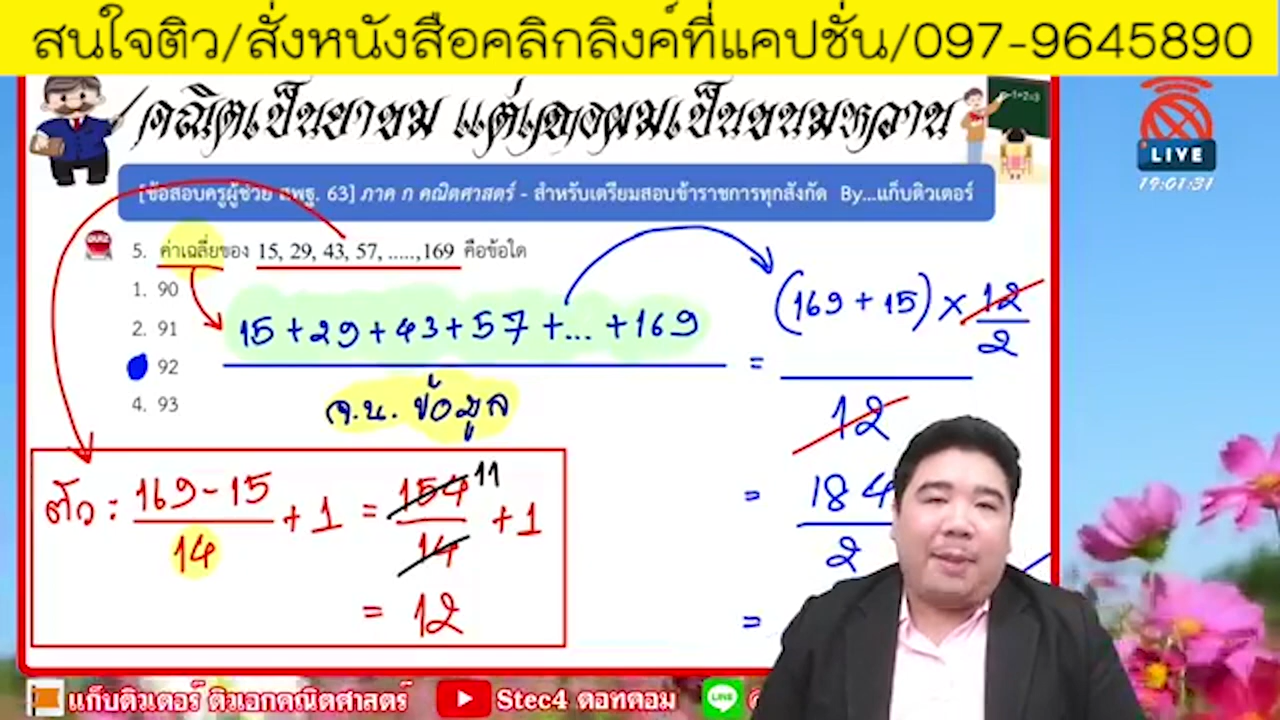 สนใจติว/สั่งหนังสือคลิกลิงค์ที่แคปชั่น/097-9645890
คณิตเป็นยาขม แต่ของผมเป็นขนมหวาน
LIVE
19:01:31
[ข้อสอบครูผู้ช่วย สพฐ. 63] ภาค ก คณิตศาสตร์ - สำหรับเตรียมสอบข้าราชการทุกสังกัด By...แก็บติวเตอร์
QUIZ
5. ค่าเฉลี่ยของ 15, 29, 43, 57, .....,169 คือข้อใด
1. 90
2. 91
92
4. 93
15+29+43+57+...+169
จ.น. ข้อมูล
= (169+15) × 12/2
12
= 184
2
=
ตัว: 169-15/14 + 1 = 154/14 11 + 1
= 12
แก็บติวเตอร์ ติวเอกคณิตศาสตร์
Stec4 ดอทคอม
LINE